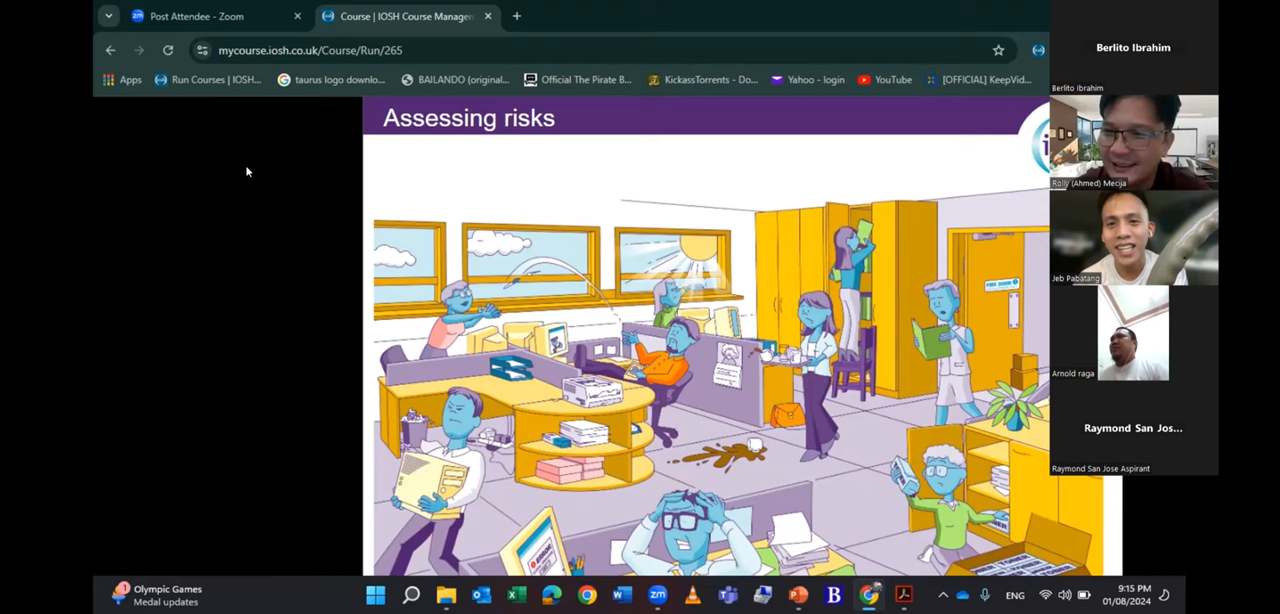 Post Attendee - Zoom
Course | IOSH Course Managem
mycourse.iosh.co.uk/Course/Run/265
Apps
Run Courses | IOSH...
taurus logo downlo...
BAILANDO (original...
Official The Pirate B...
KickassTorrents - Do...
Yahoo - login
YouTube
[OFFICIAL] KeepVid...
Berlito Ibrahim
Berlito Ibrahim
Assessing risks
Rolly (Ahmed) Mecija
Jeb Pabatang
FIRE DOOR
Arnold raga
Raymond San Jos...
Raymond San Jose Aspirant
Olympic Games
Medal updates
ENG
9:15 PM
01/08/2024